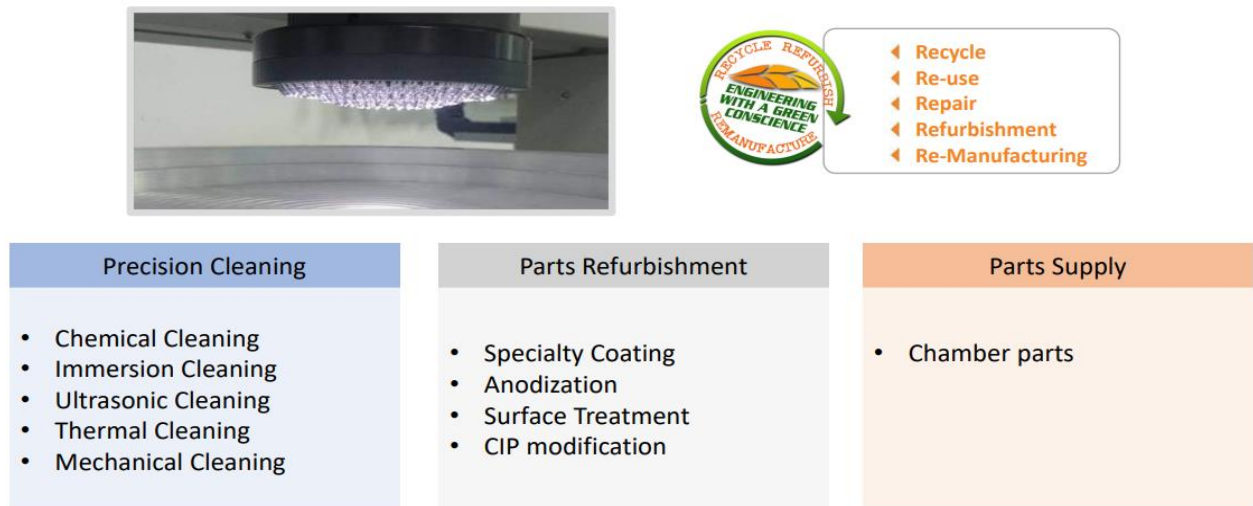 RECYCLE REFURBISH
REMANUFACTURE
ENGINEERING
WITH A GREEN
CONSCIENCE
Recycle
Re-use
Repair
Refurbishment
Re-Manufacturing
Precision Cleaning
• Chemical Cleaning
• Immersion Cleaning
• Ultrasonic Cleaning
• Thermal Cleaning
• Mechanical Cleaning
Parts Refurbishment
• Specialty Coating
• Anodization
• Surface Treatment
• CIP modification
Parts Supply
• Chamber parts